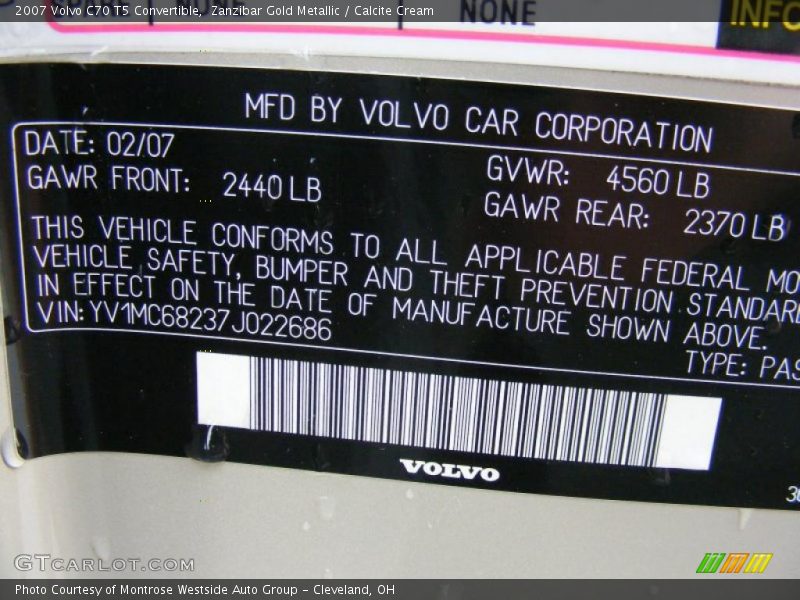 2007 Volvo C70 T5 Convertible, Zanzibar Gold Metallic / Calcite Cream
NONE
INFO
MFD BY VOLVO CAR CORPORATION
DATE: 02/07
GVWR: 4560 LB
GAWR FRONT: 2440 LB
GAWR REAR: 2370 LB
THIS VEHICLE CONFORMS TO ALL APPLICABLE FEDERAL MO
VEHICLE SAFETY, BUMPER AND THEFT PREVENTION STANDAR
IN EFFECT ON THE DATE OF MANUFACTURE SHOWN ABOVE.
VIN: YV1MC68237J022686
TYPE: PAS
VOLVO
GTCARLOT.COM
Photo Courtesy of Montrose Westside Auto Group - Cleveland, OH